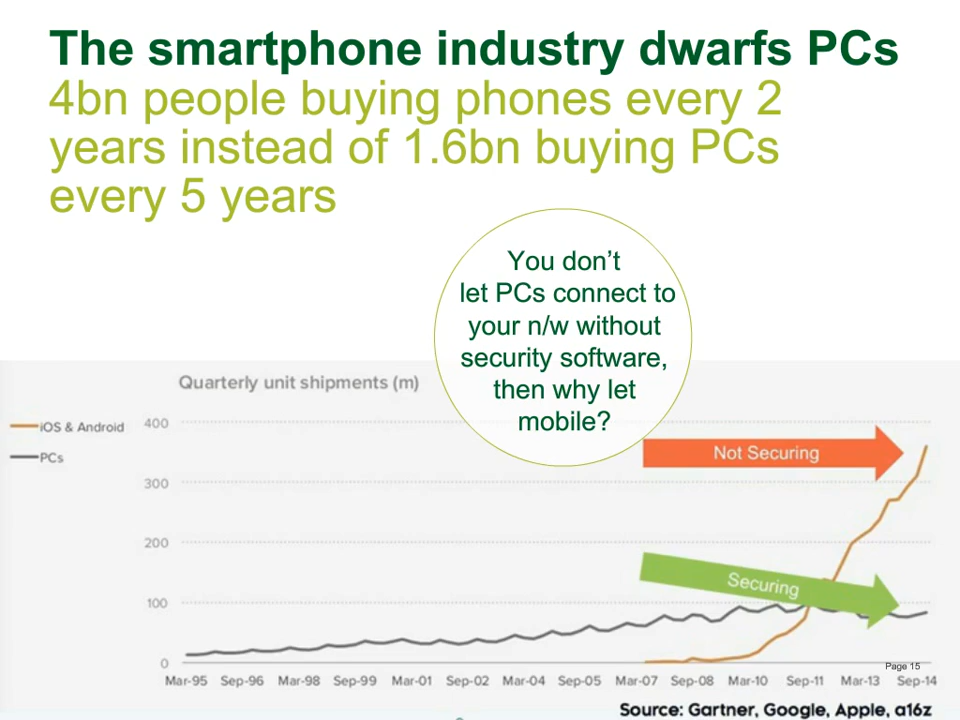 The smartphone industry dwarfs PCs
4bn people buying phones every 2
years instead of 1.6bn buying PCs
every 5 years
You don’t
let PCs connect to
your n/w without
security software,
then why let
mobile?
Quarterly unit shipments (m)
iOS & Android
PCs
400
300
200
100
0
Not Securing
Securing
Page 15
Mar-95 Sep-96 Mar-98 Sep-99 Mar-01 Sep-02 Mar-04 Sep-05 Mar-07 Sep-08 Mar-10 Sep-11 Mar-13 Sep-14
Source: Gartner, Google, Apple, a16z